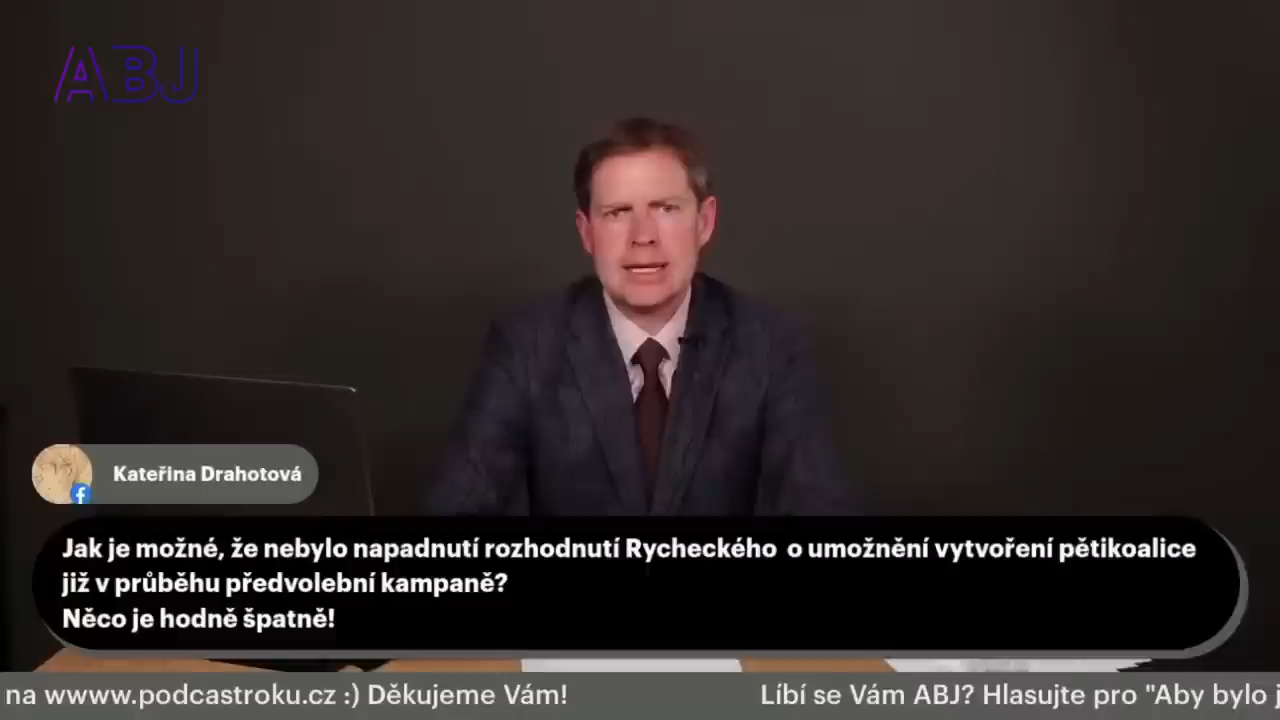 ABJ
Kateřina Drahotová
Jak je možné, že nebylo napadnutí rozhodnutí Rycheckého o umožnění vytvoření pětikoalice
již v průběhu předvolební kampaně?
Něco je hodně špatně!
na wwww.podcastroku.cz :) Děkujeme Vám! Líbí se Vám ABJ? Hlasujte pro "Aby bylo